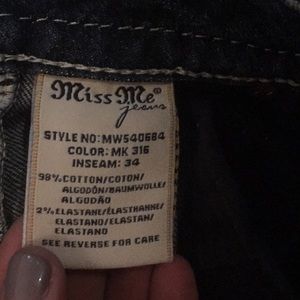 Miss Me®
jeans
STYLE NO: MW540684
COLOR: MK 316
INSEAM: 34
98% COTTON/COTON/
ALGODÓN/BAUMWOLLE/
ALGODÃO
2% ELASTANE/ÉLASTHANNE/
ELASTANO/ELASTAN/
ELASTANO
SEE REVERSE FOR CARE